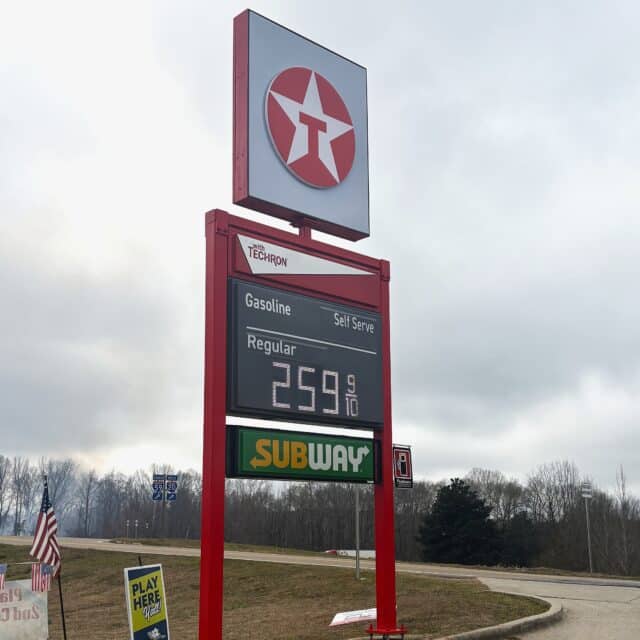 T
with
TECHRON
Gasoline
Self Serve
Regular
259 9/10
SUBWAY
PLAY
HERE